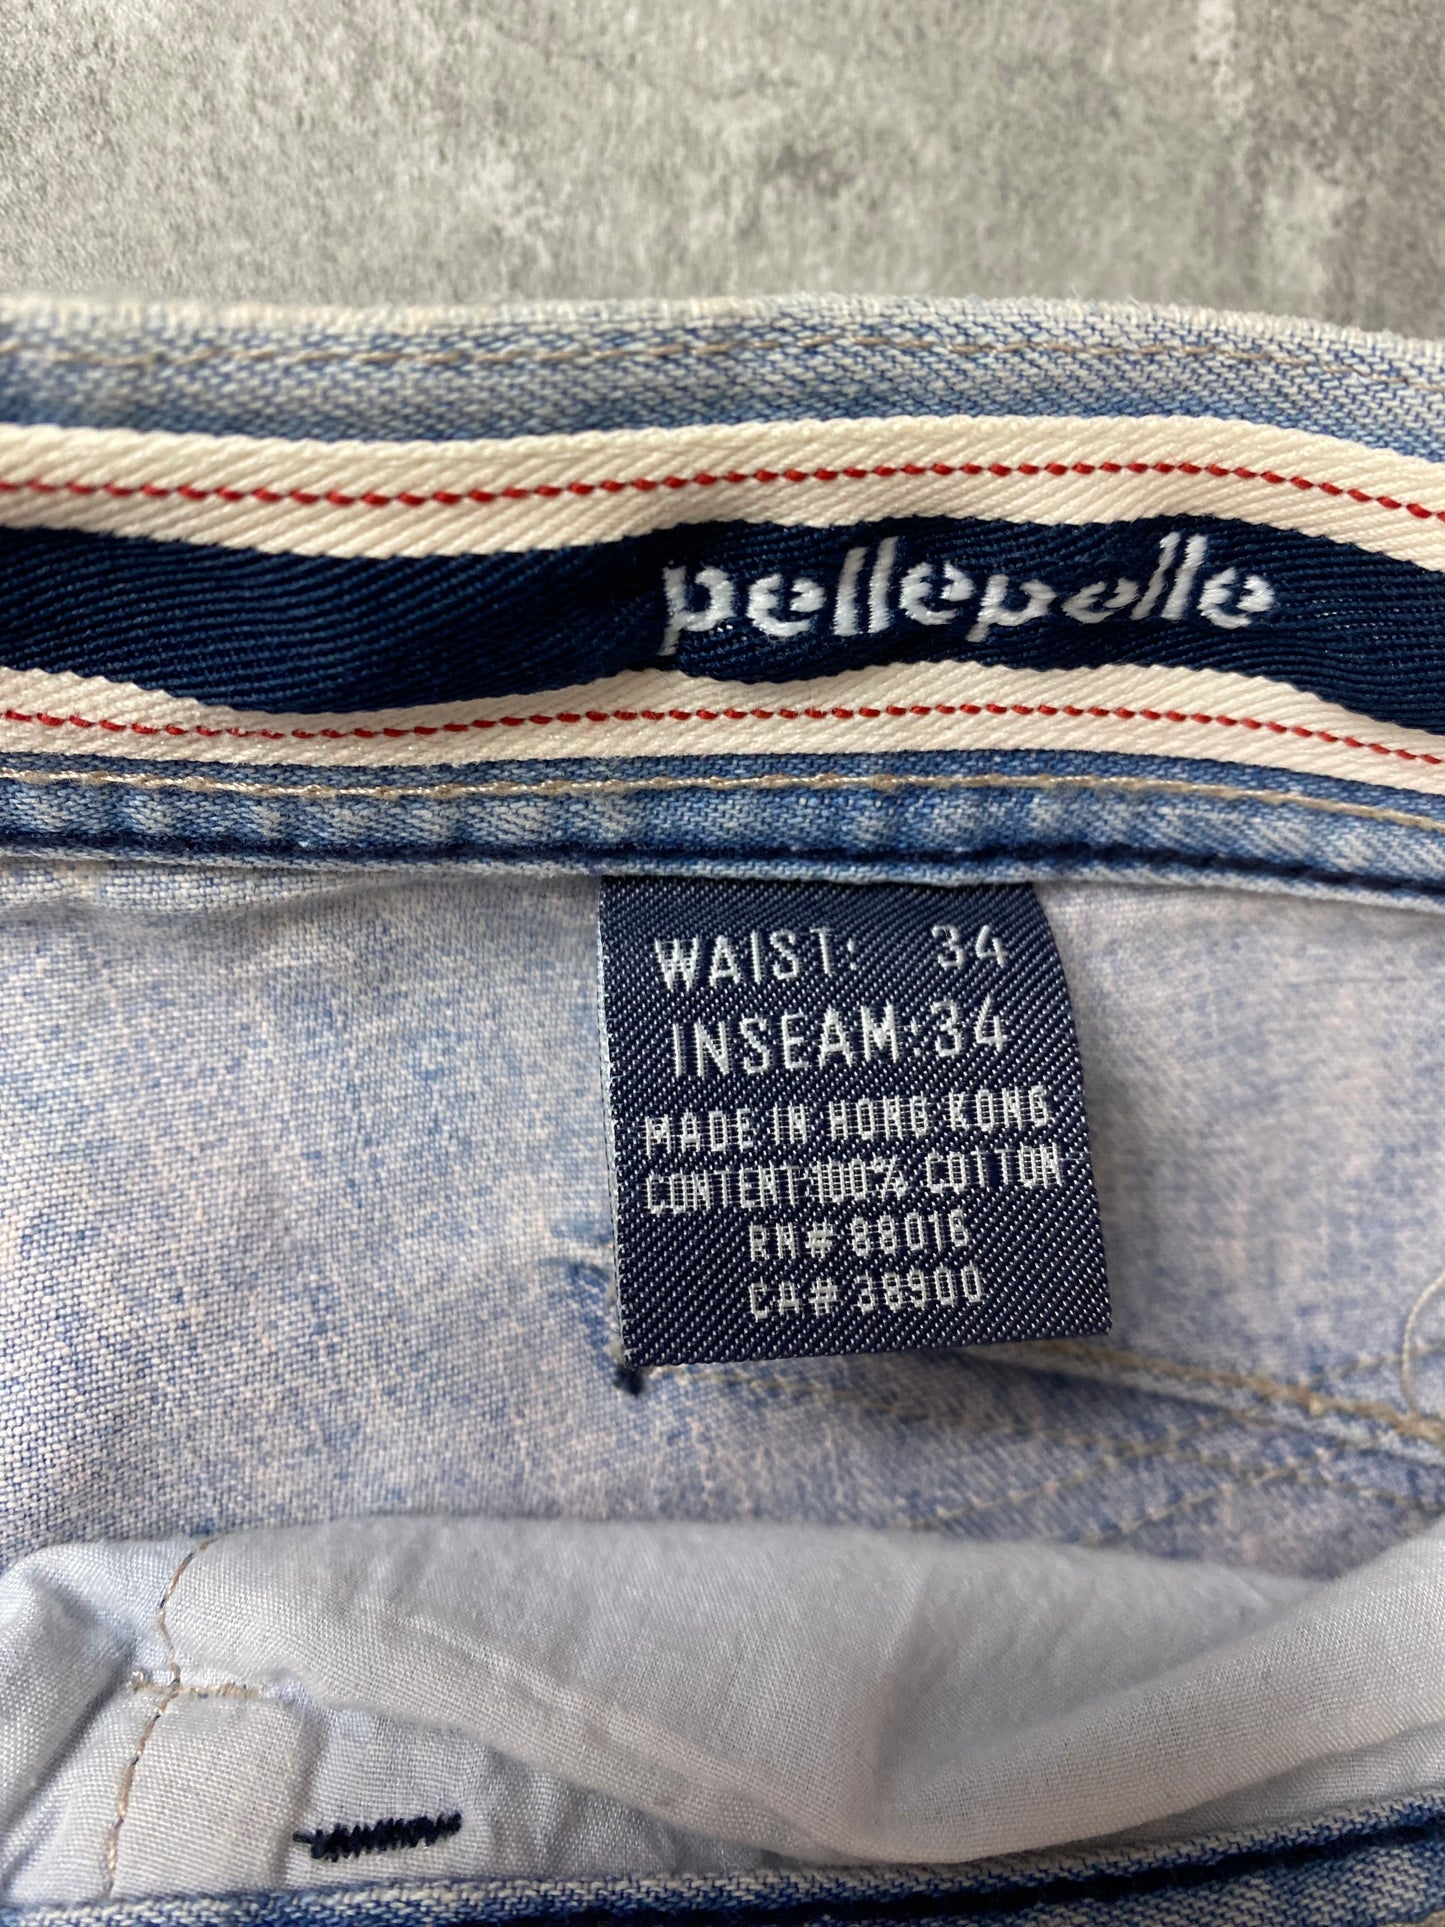 pellepelle
WAIST: 34
INSEAM:34
MADE IN HONG KONG
CONTENT:100% COTTON
RN# 88016
CA# 38900